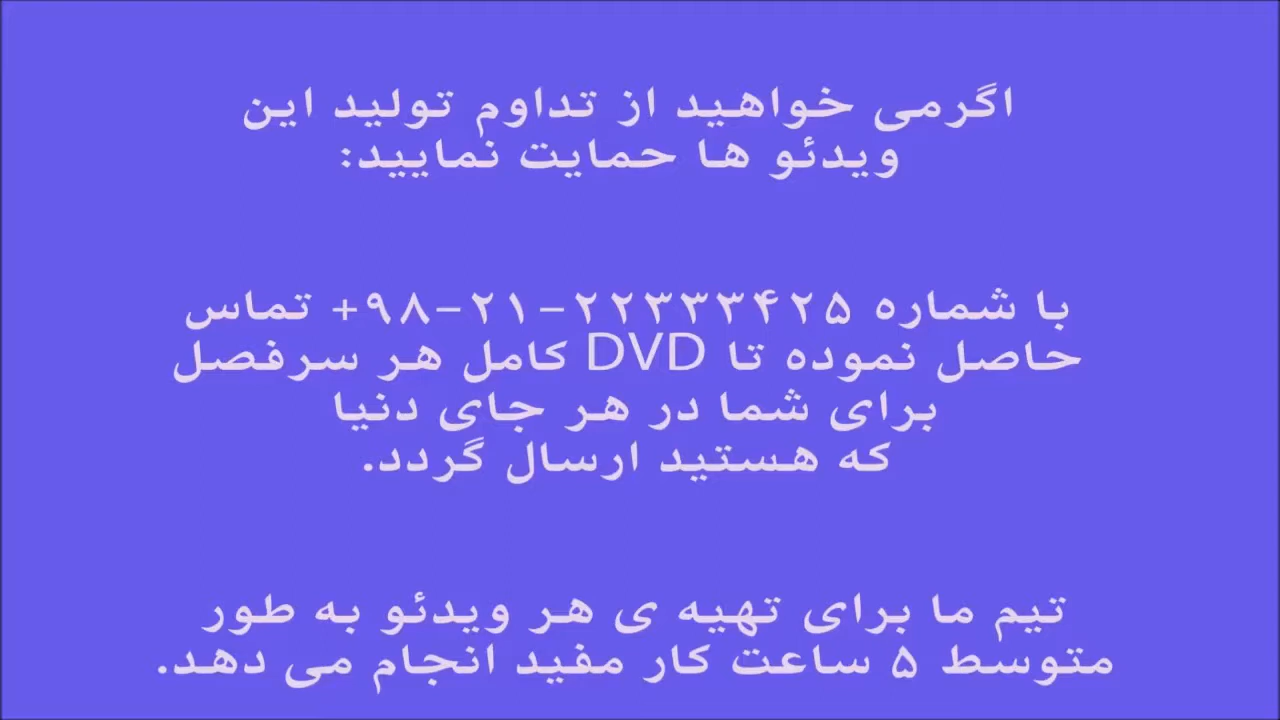 اگرمی خواهید از تداوم تولید این
ویدئو ها حمایت نمایید:
با شماره ۲۲۳۳۳۴۲۵-۲۱-۹۸+ تماس
حاصل نموده تا DVD کامل هر سرفصل
برای شما در هر جای دنیا
که هستید ارسال گردد.
تیم ما برای تهیه ی هر ویدئو به طور
متوسط ۵ ساعت کار مفید انجام می دهد.